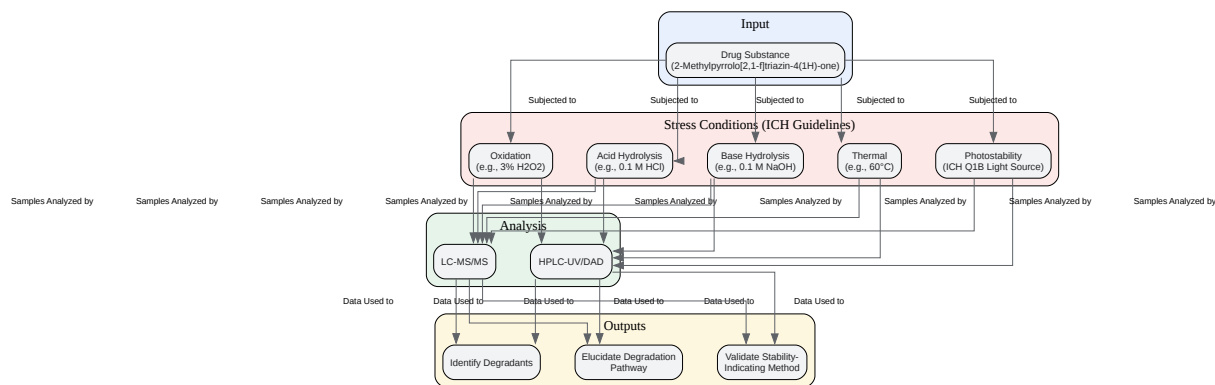 Input
Drug Substance
(2-Methylpyrrolo[2,1-f]triazin-4(1H)-one)
Subjected to Subjected to Subjected to Subjected to Subjected to
Stress Conditions (ICH Guidelines)
Oxidation
(e.g., 3% H2O2)
Acid Hydrolysis
(e.g., 0.1 M HCl)
Base Hydrolysis
(e.g., 0.1 M NaOH)
Thermal
(e.g., 60°C)
Photostability
(ICH Q1B Light Source)
Samples Analyzed by Samples Analyzed by Samples Analyzed by Samples Analyzed by Samples Analyzed by Samples Analyzed by Samples Analyzed by Samples Analyzed by Samples Analyzed by Samples Analyzed by
Analysis
LC-MS/MS
HPLC-UV/DAD
Data Used to Data Used to Data Used to Data Used to Data Used to Data Used to
Outputs
Identify Degradants
Elucidate Degradation
Pathway
Validate Stability-
Indicating Method